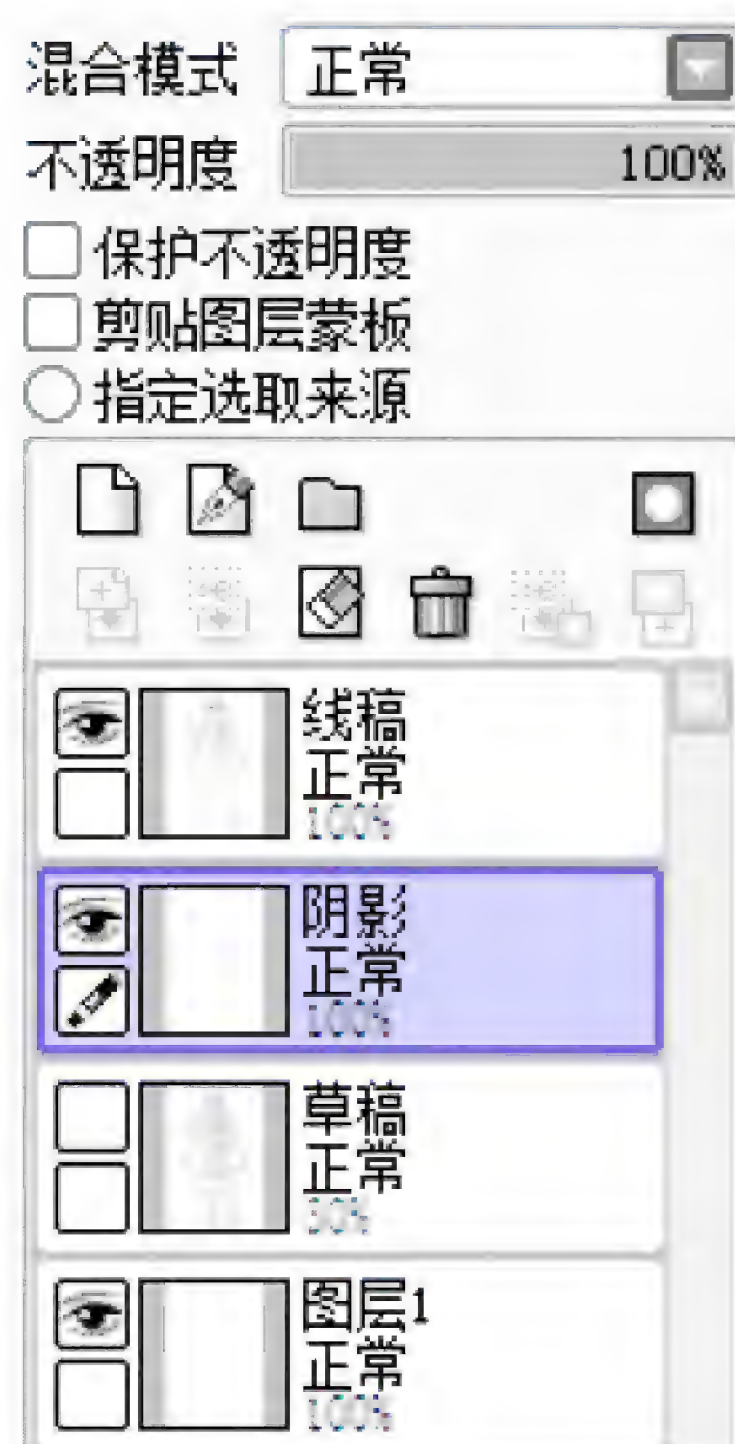 混合模式 正常
不透明度 100%
保护不透明度
剪贴图层蒙板
指定选取来源
线稿
正常
100%
阴影
正常
100%
草稿
正常
图层1
正常
100%